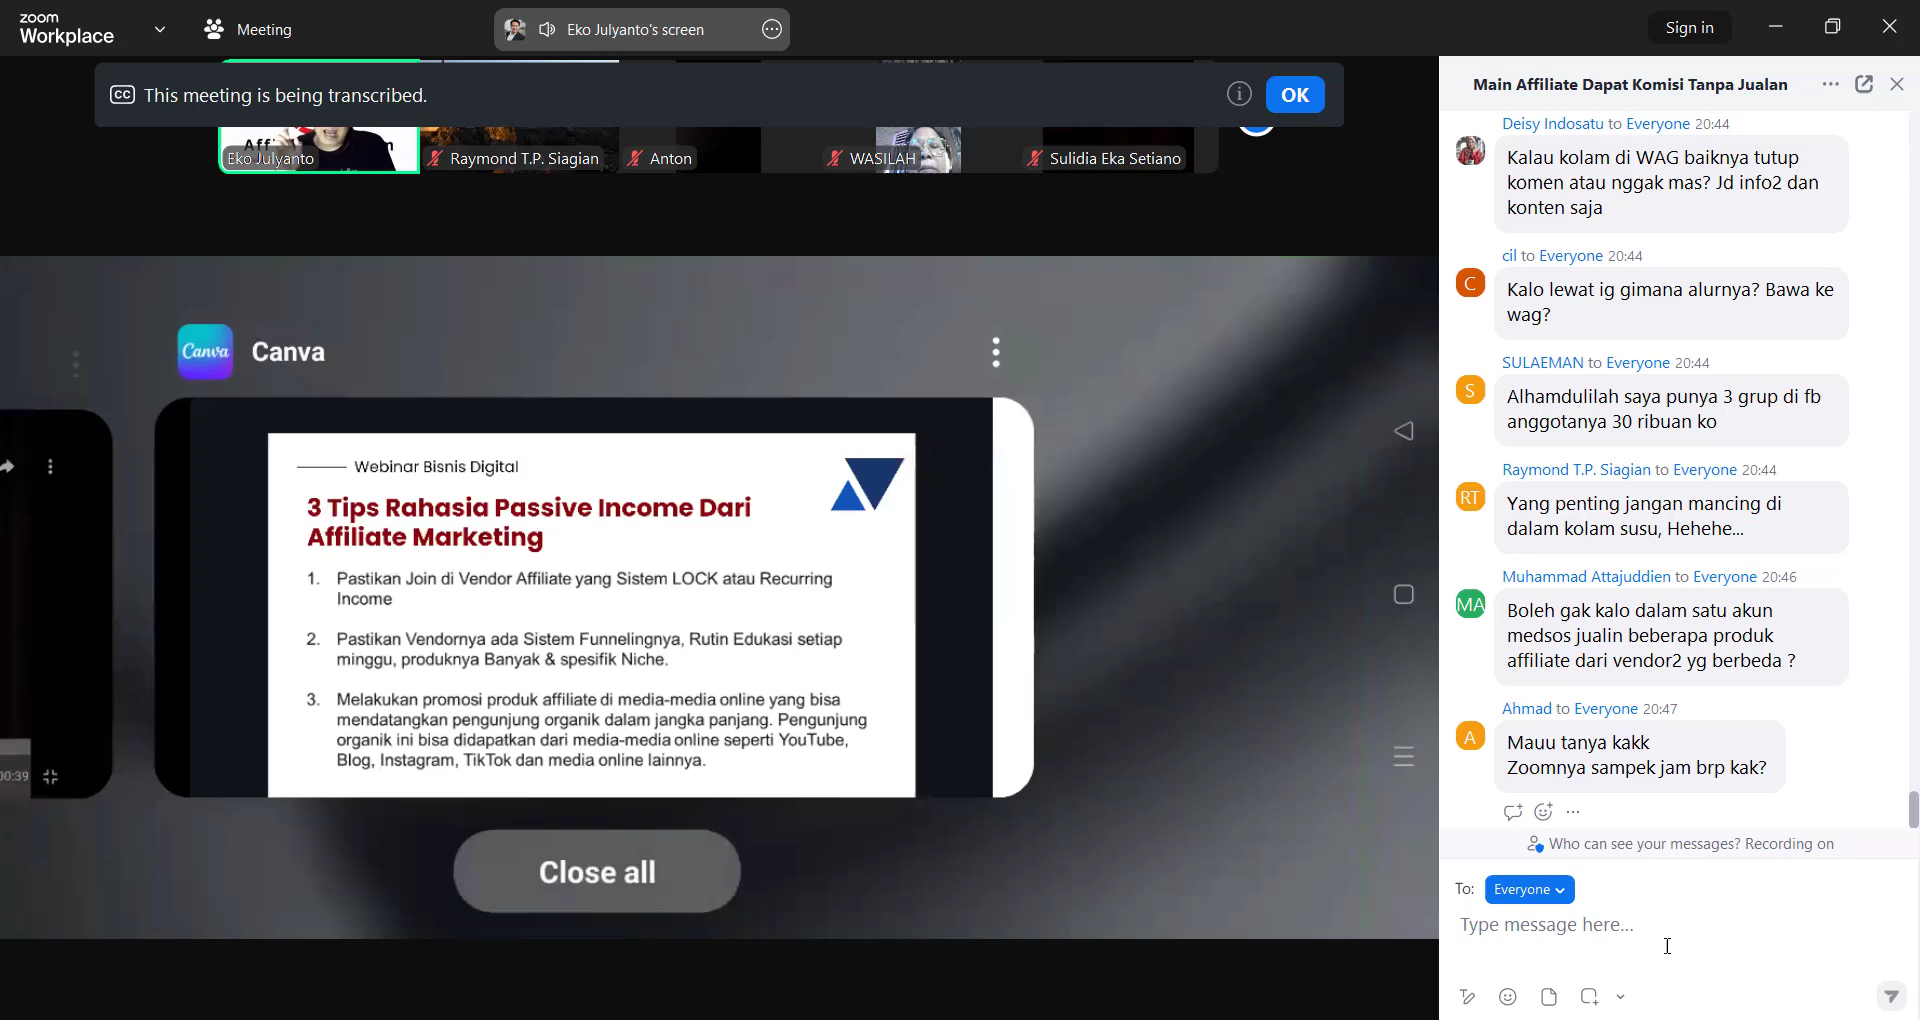 zoom
Workplace
Meeting
Eko Julyanto's screen
Sign in
CC This meeting is being transcribed.
OK
Eko Julyanto
Raymond T.P. Siagian
Anton
WASILAH
Sulidia Eka Setiano
Canva
Canva
Webinar Bisnis Digital
3 Tips Rahasia Passive Income Dari
Affiliate Marketing
1. Pastikan Join di Vendor Affiliate yang Sistem LOCK atau Recurring
Income
2. Pastikan Vendornya ada Sistem Funnelingnya, Rutin Edukasi setiap
minggu, produknya Banyak & spesifik Niche.
3. Melakukan promosi produk affiliate di media-media online yang bisa
mendatangkan pengunjung organik dalam jangka panjang. Pengunjung
organik ini bisa didapatkan dari media-media online seperti YouTube,
Blog, Instagram, TikTok dan media online lainnya.
00:39
Close all
Main Affiliate Dapat Komisi Tanpa Jualan
Deisy Indosatu to Everyone 20:44
Kalau kolam di WAG baiknya tutup
komen atau nggak mas? Jd info2 dan
konten saja
cil to Everyone 20:44
C
Kalo lewat ig gimana alurnya? Bawa ke
wag?
SULAEMAN to Everyone 20:44
S
Alhamdulilah saya punya 3 grup di fb
anggotanya 30 ribuan ko
Raymond T.P. Siagian to Everyone 20:44
RT
Yang penting jangan mancing di
dalam kolam susu, Hehehe...
Muhammad Attajuddien to Everyone 20:46
MA
Boleh gak kalo dalam satu akun
medsos jualin beberapa produk
affiliate dari vendor2 yg berbeda ?
Ahmad to Everyone 20:47
A
Mauu tanya kakk
Zoomnya sampek jam brp kak?
Who can see your messages? Recording on
To: Everyone
Type message here...